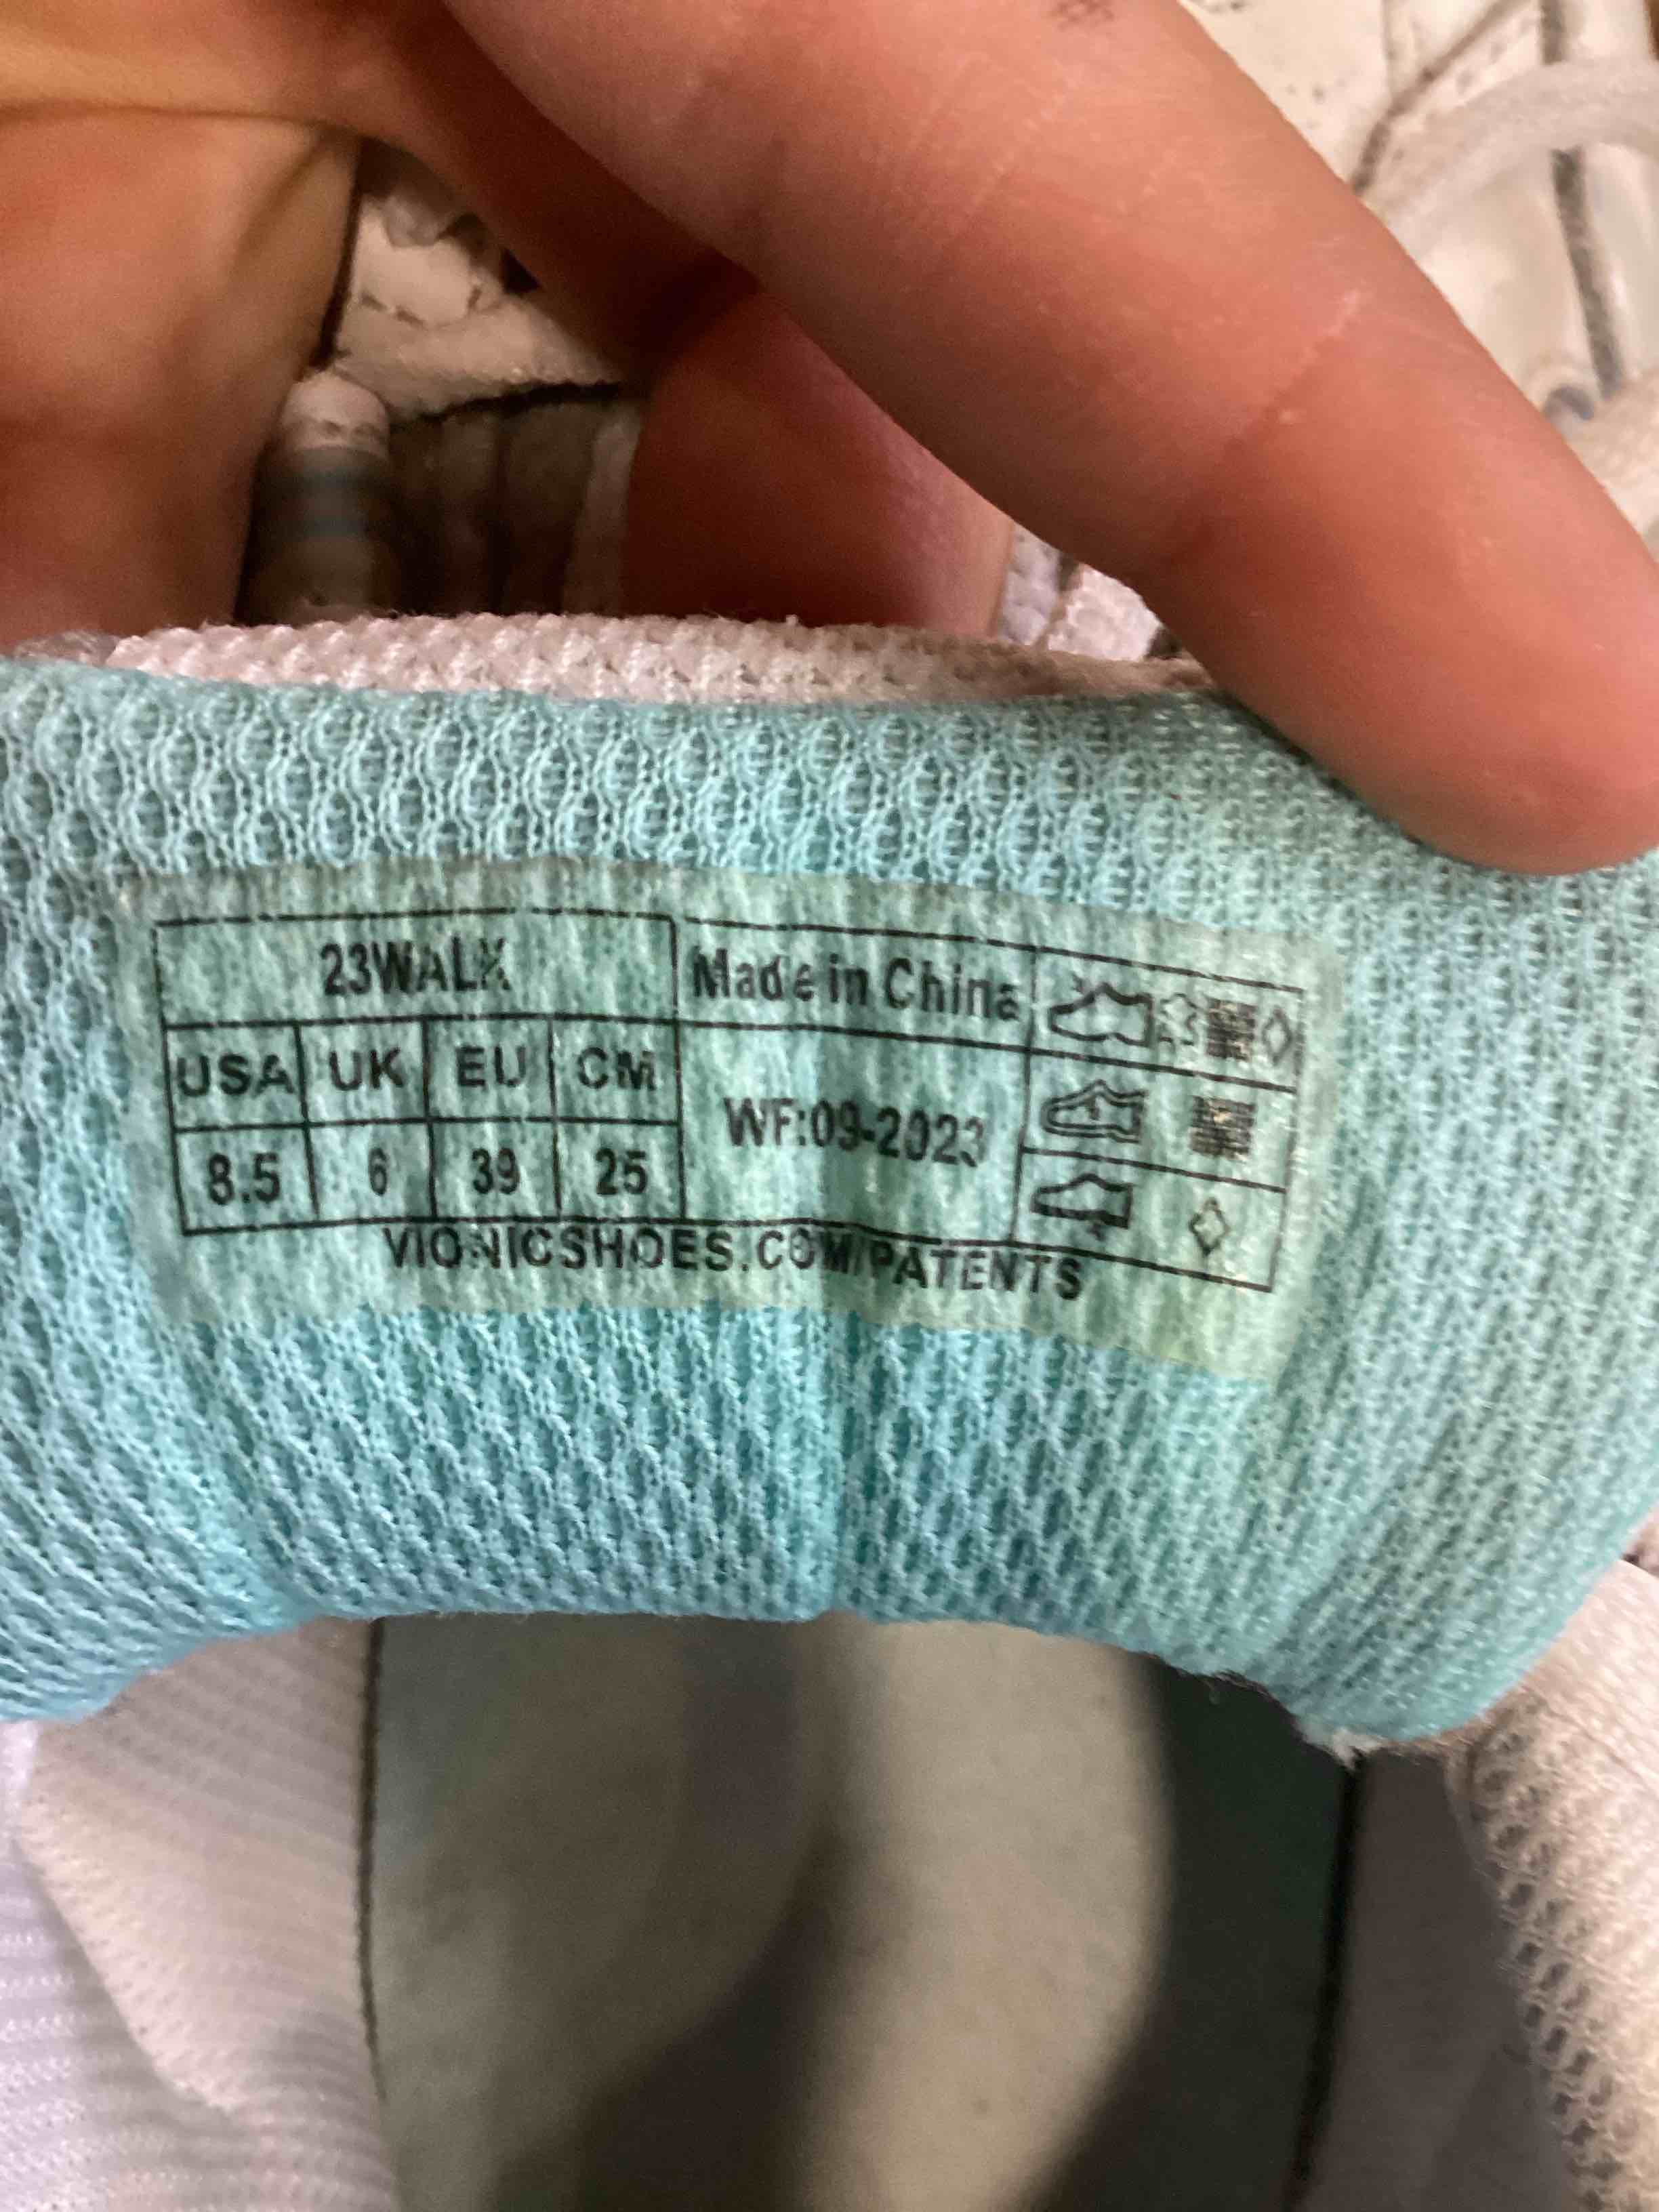 23WALK
Made in China
USA UK EU CM
WF:09-2023
8.5 6 39 25
VIONICSHOES.COM/PATENTS